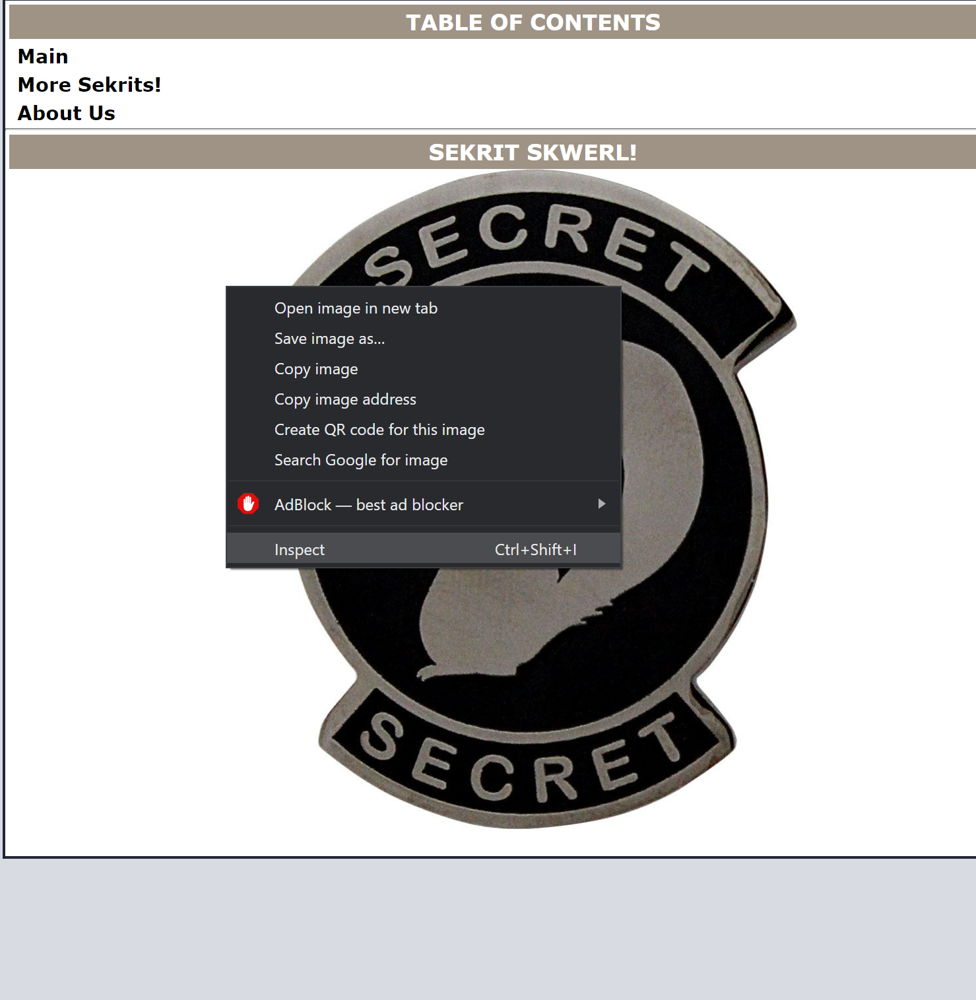 TABLE OF CONTENTS
Main
More Sekrits!
About Us
SEKRIT SKWERL!
SECRET
Open image in new tab
Save image as...
Copy image
Copy image address
Create QR code for this image
Search Google for image
AdBlock — best ad blocker
Inspect Ctrl+Shift+I
SECRET